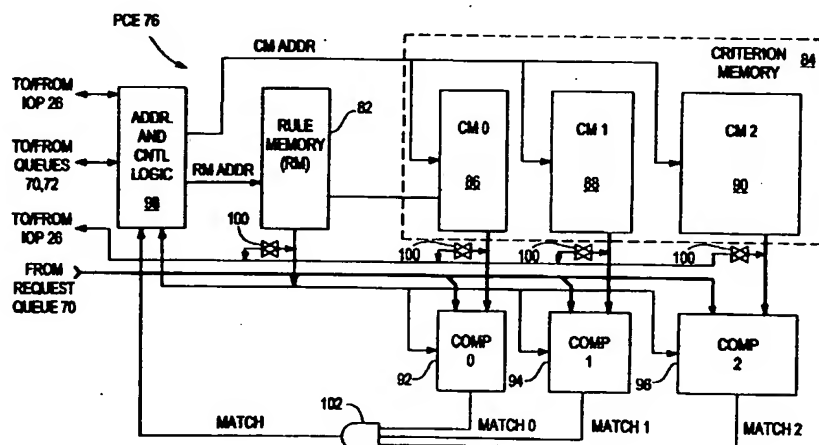 PCE 76
CM ADDR
CRITERION
MEMORY
84
TO/FROM
IOP 26
ADDR.
AND
CNTL
LOGIC
98
RULE
MEMORY
(RM)
82
CM 0
86
CM 1
88
CM 2
90
TO/FROM
QUEUES
70,72
RM ADDR
TO/FROM
IOP 26
100
100
100
100
FROM
REQUEST
QUEUE 70
COMP
0
COMP
1
COMP
2
92
94
96
102
MATCH
MATCH 0
MATCH 1
MATCH 2